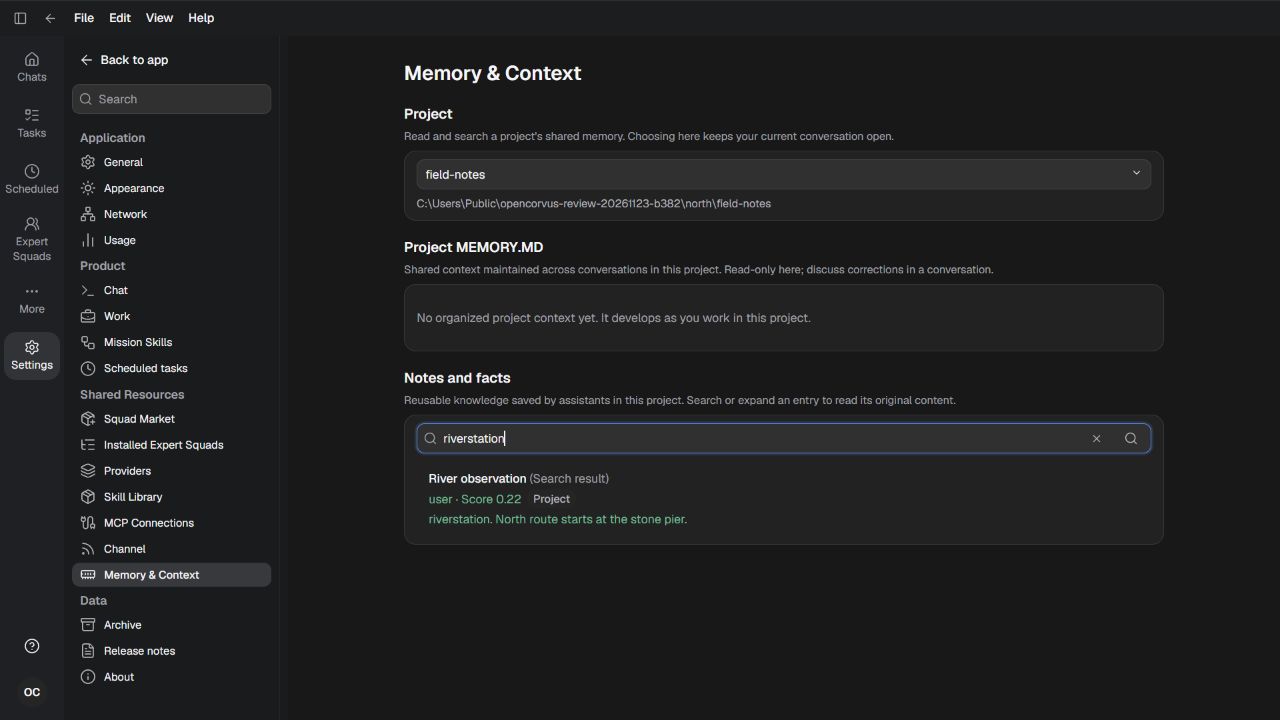 File Edit View Help
Chats
Tasks
Scheduled
Expert
Squads
More
Settings
OC
Back to app
Search
Application
General
Appearance
Network
Usage
Product
Chat
Work
Mission Skills
Scheduled tasks
Shared Resources
Squad Market
Installed Expert Squads
Providers
Skill Library
MCP Connections
Channel
Memory & Context
Data
Archive
Release notes
About
Memory & Context
Project
Read and search a project's shared memory. Choosing here keeps your current conversation open.
field-notes
C:\Users\Public\opencorvus-review-20261123-b382\north\field-notes
Project MEMORY.MD
Shared context maintained across conversations in this project. Read-only here; discuss corrections in a conversation.
No organized project context yet. It develops as you work in this project.
Notes and facts
Reusable knowledge saved by assistants in this project. Search or expand an entry to read its original content.
riverstation
River observation (Search result)
user · Score 0.22 Project
riverstation. North route starts at the stone pier.